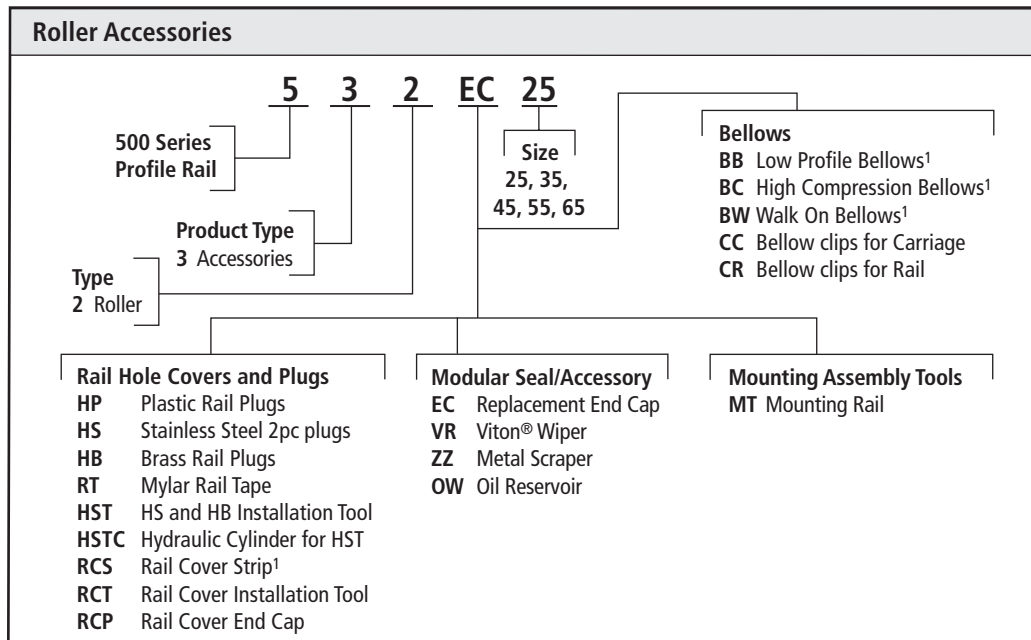 Roller Accessories
5 3 2 EC 25
500 Series
Profile Rail
Product Type
3 Accessories
Type
2 Roller
Size
25, 35,
45, 55, 65
Bellows
BB Low Profile Bellows¹
BC High Compression Bellows¹
BW Walk On Bellows¹
CC Bellow clips for Carriage
CR Bellow clips for Rail
Rail Hole Covers and Plugs
HP Plastic Rail Plugs
HS Stainless Steel 2pc plugs
HB Brass Rail Plugs
RT Mylar Rail Tape
HST HS and HB Installation Tool
HSTC Hydraulic Cylinder for HST
RCS Rail Cover Strip¹
RCT Rail Cover Installation Tool
RCP Rail Cover End Cap
Modular Seal/Accessory
EC Replacement End Cap
VR Viton® Wiper
ZZ Metal Scraper
OW Oil Reservoir
Mounting Assembly Tools
MT Mounting Rail